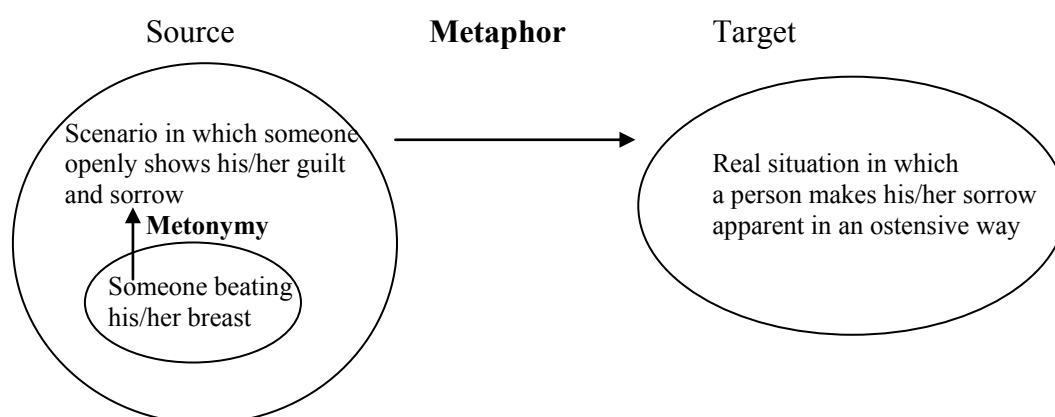 Source Metaphor Target
Scenario in which someone
openly shows his/her guilt
and sorrow
Metonymy
Someone beating
his/her breast
Real situation in which
a person makes his/her sorrow
apparent in an ostensive way